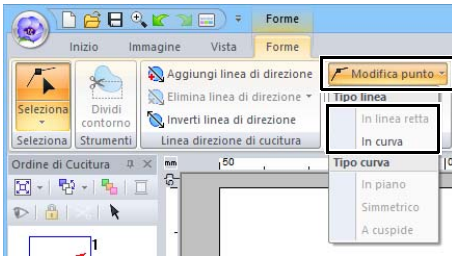 Forme
Inizio Immagine Vista Forme
Seleziona
Dividi contorno
Aggiungi linea di direzione
Elimina linea di direzione
Inverti linea di direzione
Modifica punto
Tipo linea
In linea retta
In curva
Tipo curva
In piano
Simmetrico
A cuspide
Seleziona Strumenti Linea direzione di cucitura
Ordine di Cucitura
mm 50
1